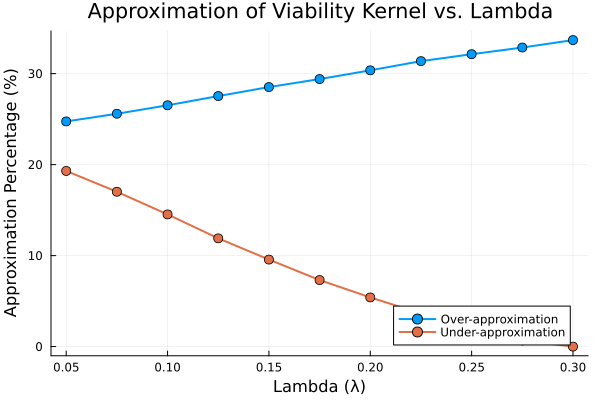 Approximation of Viability Kernel vs. Lambda
Approximation Percentage (%)
30
20
10
0
0.05 0.10 0.15 0.20 0.25 0.30
Lambda (λ)
Over-approximation
Under-approximation